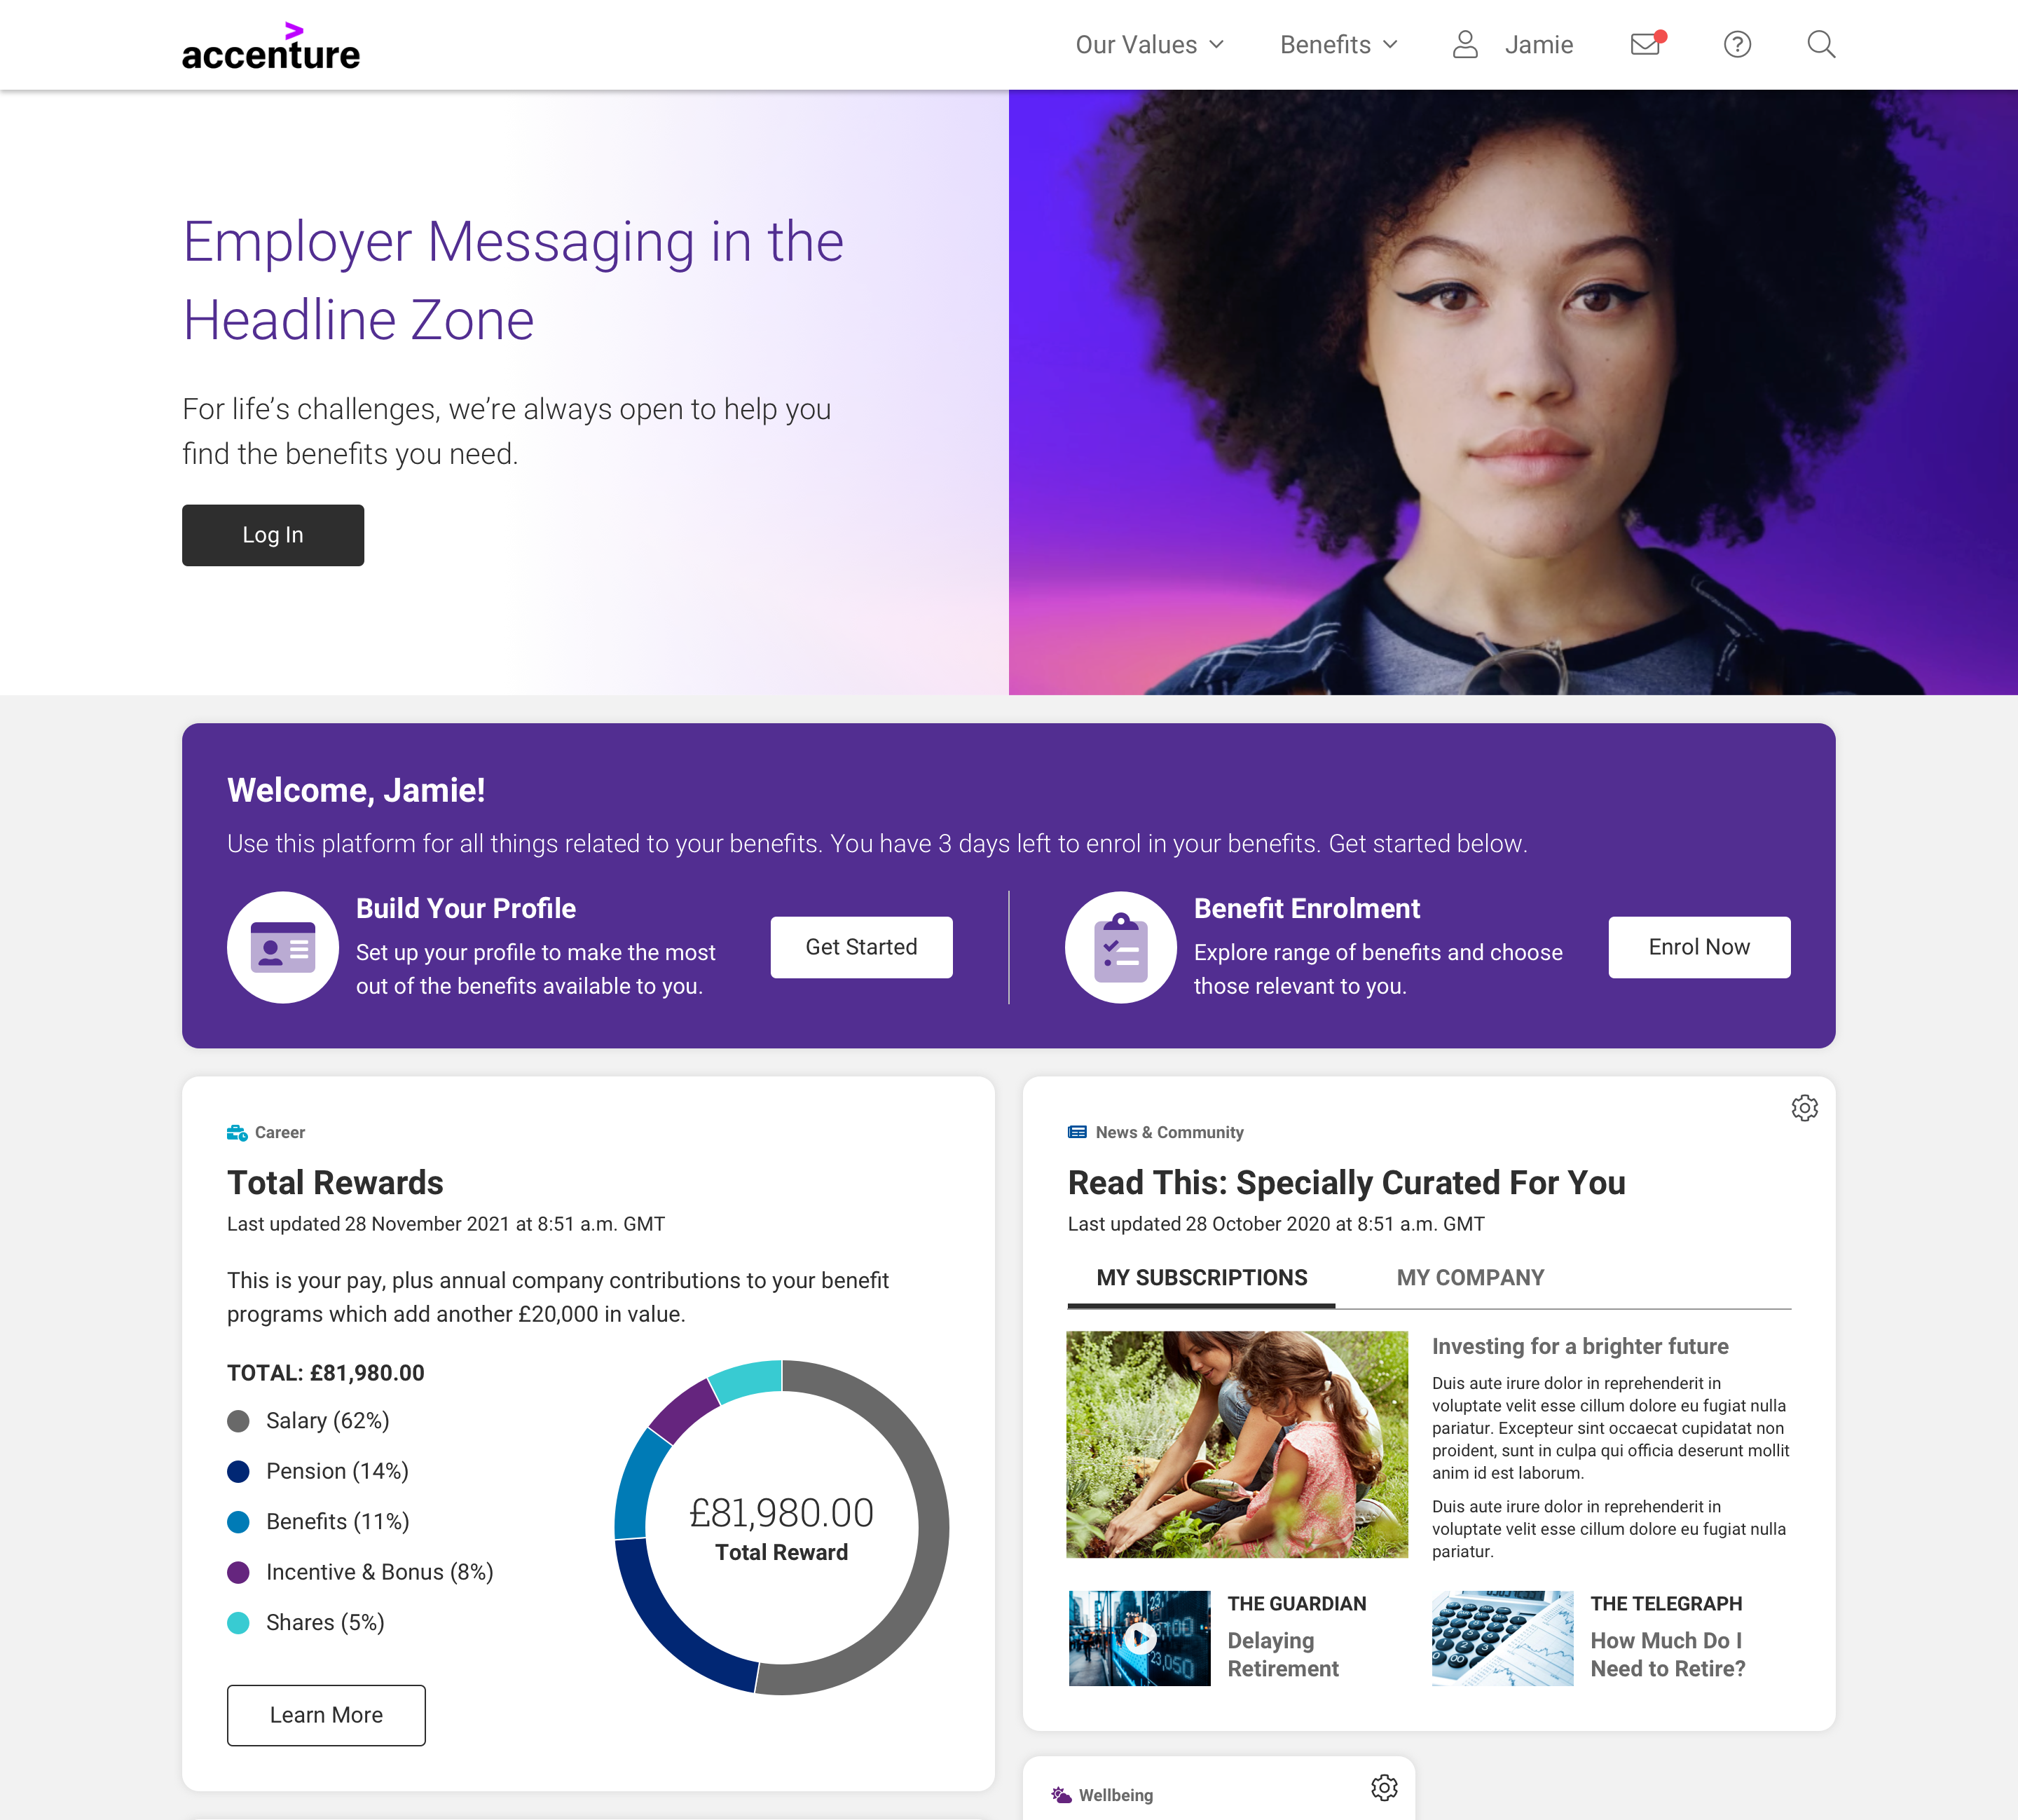 accenture
Our Values
Benefits
Jamie
Employer Messaging in the
Headline Zone
For life’s challenges, we’re always open to help you
find the benefits you need.
Log In
Welcome, Jamie!
Use this platform for all things related to your benefits. You have 3 days left to enrol in your benefits. Get started below.
Build Your Profile
Set up your profile to make the most
out of the benefits available to you.
Get Started
Benefit Enrolment
Explore range of benefits and choose
those relevant to you.
Enrol Now
Career
Total Rewards
Last updated 28 November 2021 at 8:51 a.m. GMT
This is your pay, plus annual company contributions to your benefit
programs which add another £20,000 in value.
TOTAL: £81,980.00
Salary (62%)
Pension (14%)
Benefits (11%)
Incentive & Bonus (8%)
Shares (5%)
£81,980.00
Total Reward
Learn More
News & Community
Read This: Specially Curated For You
Last updated 28 October 2020 at 8:51 a.m. GMT
MY SUBSCRIPTIONS
MY COMPANY
Investing for a brighter future
Duis aute irure dolor in reprehenderit in
voluptate velit esse cillum dolore eu fugiat nulla
pariatur. Excepteur sint occaecat cupidatat non
proident, sunt in culpa qui officia deserunt mollit
anim id est laborum.
Duis aute irure dolor in reprehenderit in
voluptate velit esse cillum dolore eu fugiat nulla
pariatur.
THE GUARDIAN
Delaying
Retirement
THE TELEGRAPH
How Much Do I
Need to Retire?
Wellbeing